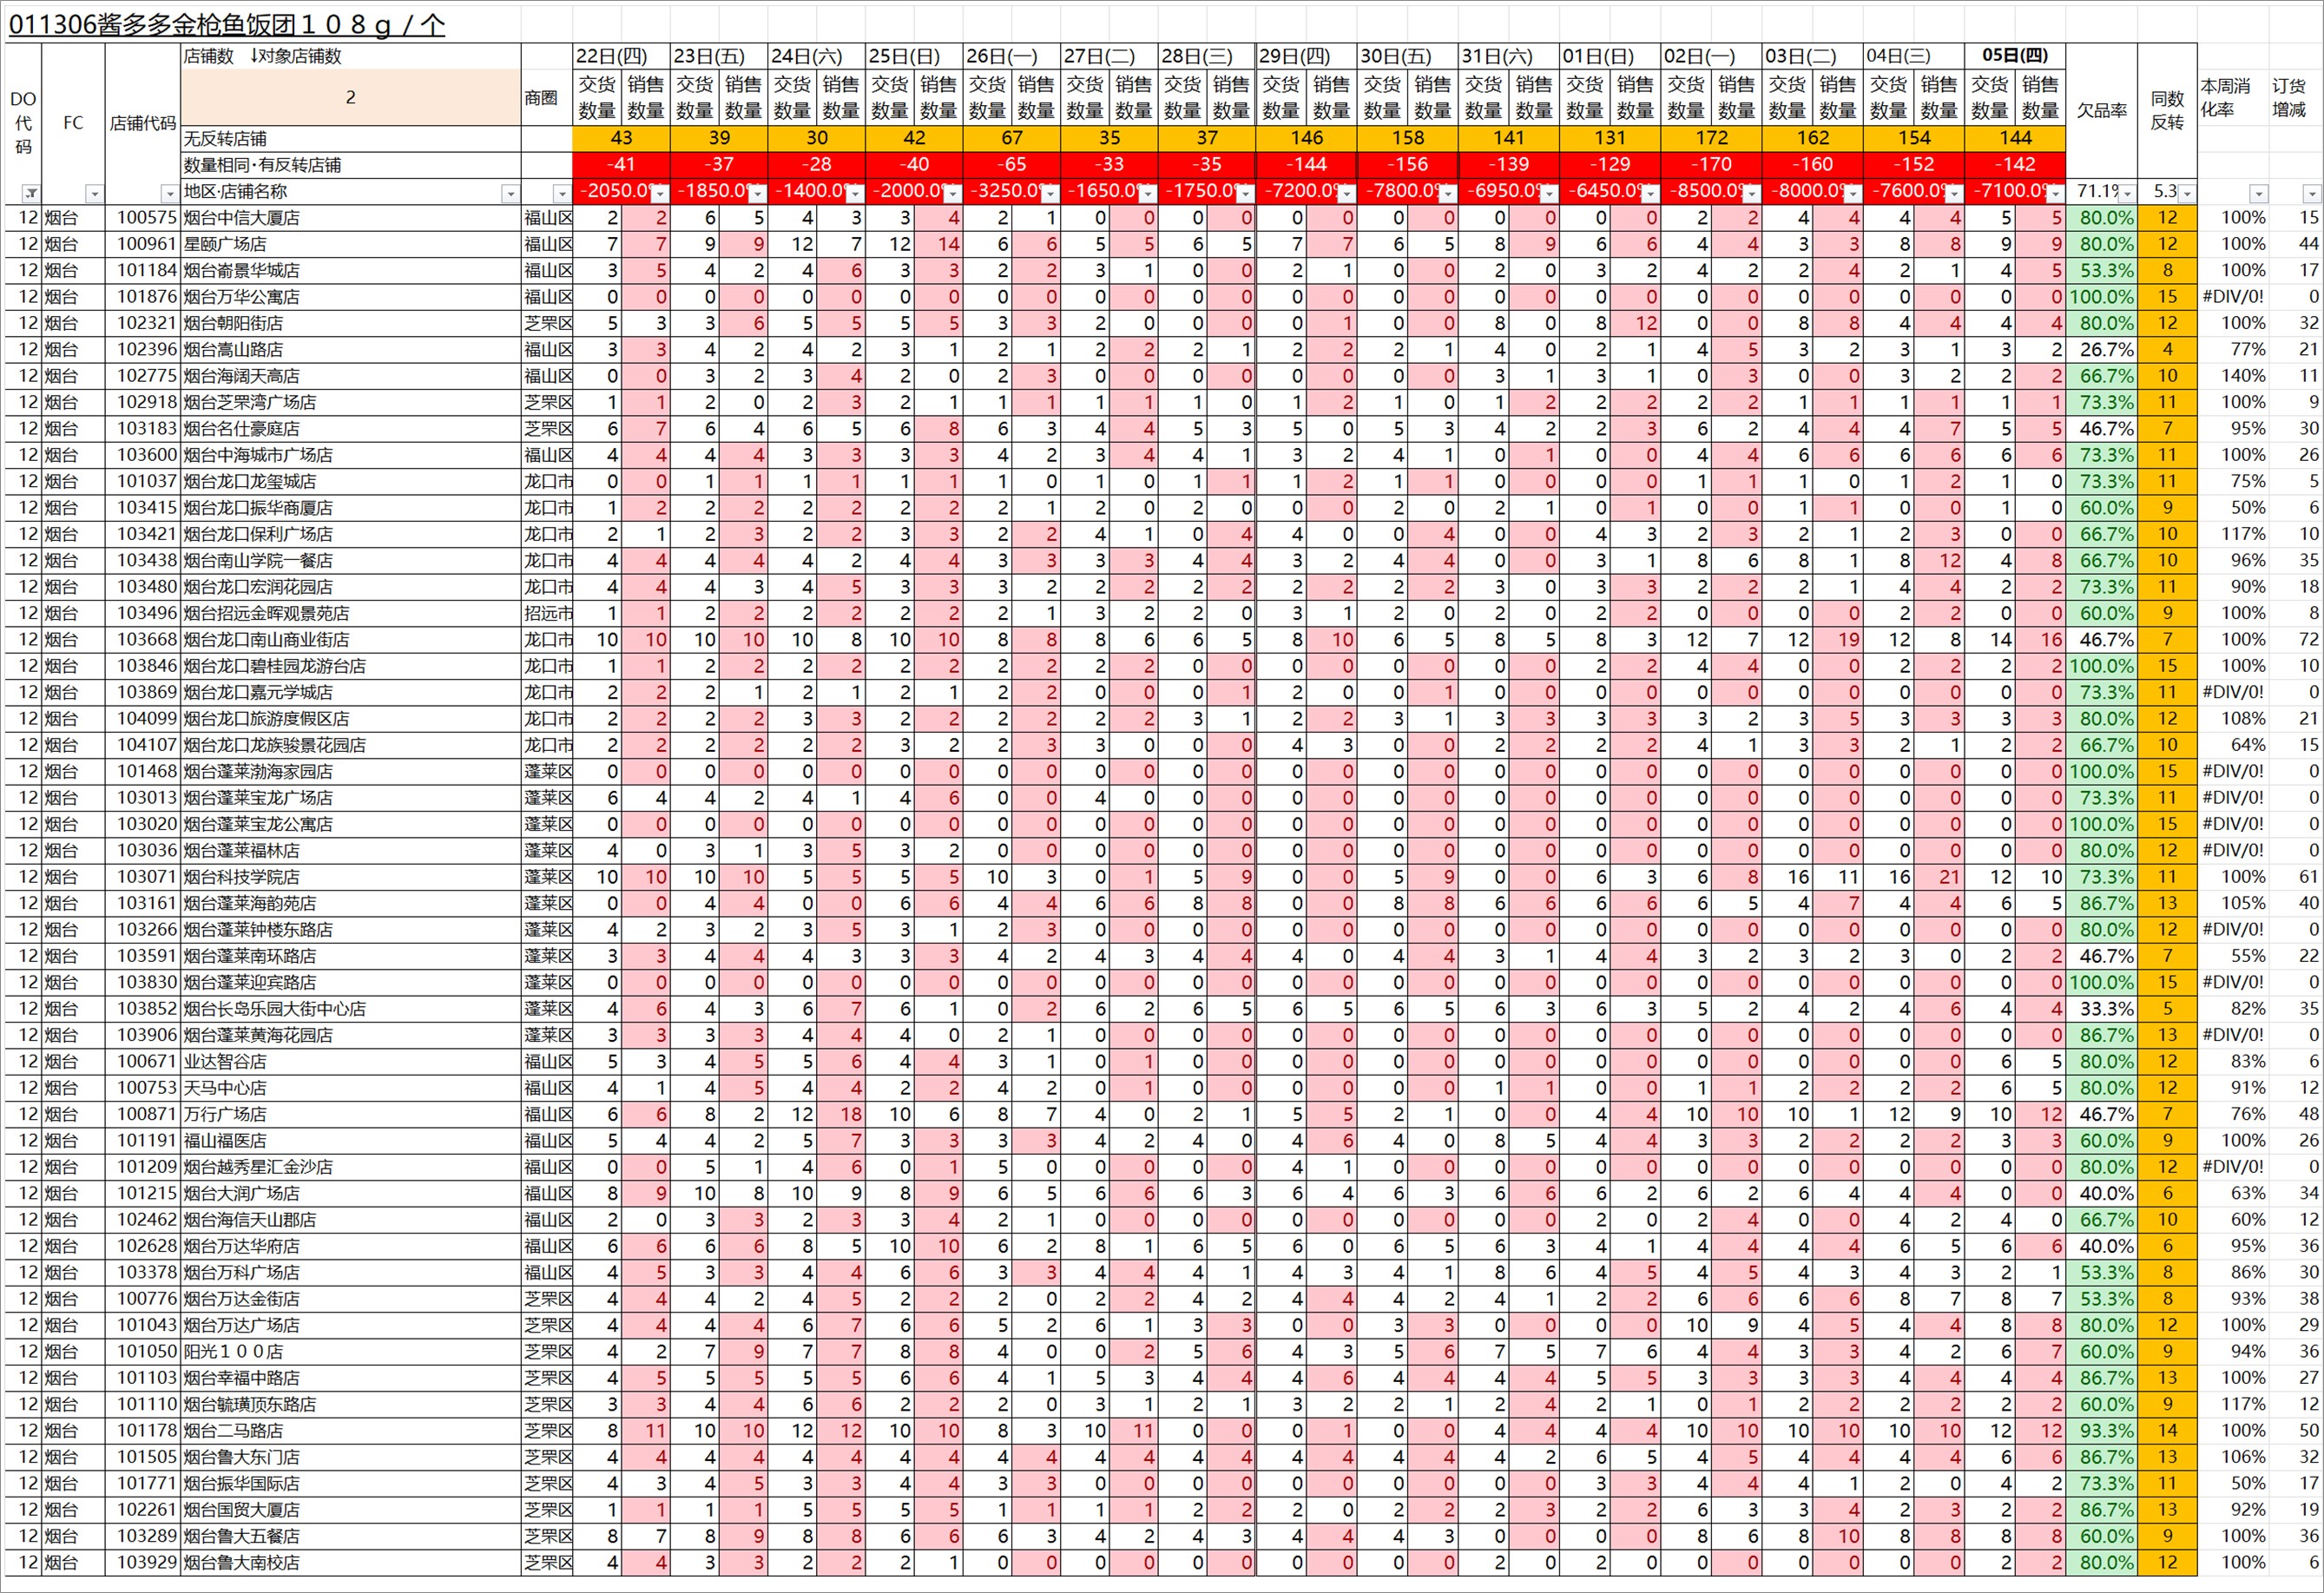 011306酱多多金枪鱼饭团１０８ｇ／个
DO代码 FC 店铺代码 店铺数 ↓对象店铺数 商圈 22日(四) 23日(五) 24日(六) 25日(日) 26日(一) 27日(二) 28日(三) 29日(四) 30日(五) 31日(六) 01日(日) 02日(一) 03日(二) 04日(三) 05日(四) 欠品率 同数反转 本周消化率 订货增减
2 交货数量 销售数量 交货数量 销售数量 交货数量 销售数量 交货数量 销售数量 交货数量 销售数量 交货数量 销售数量 交货数量 销售数量 交货数量 销售数量 交货数量 销售数量 交货数量 销售数量 交货数量 销售数量 交货数量 销售数量 交货数量 销售数量 交货数量 销售数量 交货数量 销售数量
无反转店铺 43 39 30 42 67 35 37 146 158 141 131 172 162 154 144
数量相同·有反转店铺 -41 -37 -28 -40 -65 -33 -35 -144 -156 -139 -129 -170 -160 -152 -142
地区·店铺名称 -2050.0% -1850.0% -1400.0% -2000.0% -3250.0% -1650.0% -1750.0% -7200.0% -7800.0% -6950.0% -6450.0% -8500.0% -8000.0% -7600.0% -7100.0% 71.1% 5.3
12 烟台 100575 烟台中信大厦店 福山区 2 2 6 5 4 3 3 4 2 1 0 0 0 0 0 0 0 0 0 0 0 0 2 2 4 4 4 4 5 5 80.0% 12 100% 15
12 烟台 100961 星颐广场店 福山区 7 7 9 9 12 7 12 14 6 6 5 5 6 5 7 7 6 5 8 9 6 6 4 4 3 3 8 8 9 9 80.0% 12 100% 44
12 烟台 101184 烟台嵛景华城店 福山区 3 5 4 2 4 6 3 3 2 2 3 1 0 0 2 1 0 0 2 0 3 2 4 2 2 4 2 1 4 5 53.3% 8 100% 17
12 烟台 101876 烟台万华公寓店 福山区 0 0 0 0 0 0 0 0 0 0 0 0 0 0 0 0 0 0 0 0 0 0 0 0 0 0 0 0 0 0 100.0% 15 #DIV/0! 0
12 烟台 102321 烟台朝阳街店 芝罘区 5 3 3 6 5 5 5 5 3 3 2 0 0 0 0 1 0 0 8 0 8 12 0 0 8 8 4 4 4 4 80.0% 12 100% 32
12 烟台 102396 烟台嵩山路店 福山区 3 3 4 2 4 2 3 1 2 1 2 2 2 1 2 2 2 1 4 0 2 1 4 5 3 2 3 1 3 2 26.7% 4 77% 21
12 烟台 102775 烟台海阔天高店 福山区 0 0 3 2 3 4 2 0 2 3 0 0 0 0 0 0 0 0 3 1 3 1 0 3 0 0 3 2 2 2 66.7% 10 140% 11
12 烟台 102918 烟台芝罘湾广场店 芝罘区 1 1 2 0 2 3 2 1 1 1 1 1 1 0 1 2 1 0 1 2 2 2 2 2 1 1 1 1 1 1 73.3% 11 100% 9
12 烟台 103183 烟台名仕豪庭店 芝罘区 6 7 6 4 6 5 6 8 6 3 4 4 5 3 5 0 5 3 4 2 2 3 6 2 4 4 4 7 5 5 46.7% 7 95% 30
12 烟台 103600 烟台中海城市广场店 福山区 4 4 4 4 3 3 3 3 4 2 3 4 4 1 3 2 4 1 0 1 0 0 4 4 6 6 6 6 6 6 73.3% 11 100% 26
12 烟台 101037 烟台龙口龙玺城店 龙口市 0 0 1 1 1 1 1 1 1 0 1 0 1 1 1 2 1 1 0 0 0 0 1 1 1 0 1 2 1 0 73.3% 11 75% 5
12 烟台 103415 烟台龙口振华商厦店 龙口市 1 2 2 2 2 2 2 2 2 1 2 0 2 0 0 0 2 0 2 1 0 1 0 0 1 1 0 0 1 0 60.0% 9 50% 6
12 烟台 103421 烟台龙口保利广场店 龙口市 2 1 2 3 2 2 3 3 2 2 4 1 0 4 4 0 0 4 0 0 4 3 2 3 2 1 2 3 0 0 66.7% 10 117% 10
12 烟台 103438 烟台南山学院一餐店 龙口市 4 4 4 4 4 2 4 4 3 3 3 3 4 4 3 2 4 4 0 0 3 1 8 6 8 1 8 12 4 8 66.7% 10 96% 35
12 烟台 103480 烟台龙口宏润花园店 龙口市 4 4 4 3 4 5 3 3 3 2 2 2 2 2 2 2 2 2 3 0 3 3 2 2 2 1 4 4 2 2 73.3% 11 90% 18
12 烟台 103496 烟台招远金晖观景苑店 招远市 1 1 2 2 2 2 2 2 2 1 3 2 2 0 3 1 2 0 2 0 2 2 0 0 0 0 2 2 0 0 60.0% 9 100% 8
12 烟台 103668 烟台龙口南山商业街店 龙口市 10 10 10 10 10 8 10 10 8 8 8 6 6 5 8 10 6 5 8 5 8 3 12 7 12 19 12 8 14 16 46.7% 7 100% 72
12 烟台 103846 烟台龙口碧桂园龙游台店 龙口市 1 1 2 2 2 2 2 2 2 2 2 2 0 0 0 0 0 0 0 0 2 2 4 4 0 0 2 2 2 2 100.0% 15 100% 10
12 烟台 103869 烟台龙口嘉元学城店 龙口市 2 2 2 1 2 1 2 1 2 2 0 0 0 1 2 0 0 1 0 0 0 0 0 0 0 0 0 0 0 0 73.3% 11 #DIV/0! 0
12 烟台 104099 烟台龙口旅游度假区店 龙口市 2 2 2 2 3 3 2 2 2 2 2 2 3 1 2 2 3 1 3 3 3 3 3 2 3 5 3 3 3 3 80.0% 12 108% 21
12 烟台 104107 烟台龙口龙族骏景花园店 龙口市 2 2 2 2 2 2 3 2 2 3 3 0 0 0 4 3 0 0 2 2 2 2 4 1 3 3 2 1 2 2 66.7% 10 64% 15
12 烟台 101468 烟台蓬莱渤海家园店 蓬莱区 0 0 0 0 0 0 0 0 0 0 0 0 0 0 0 0 0 0 0 0 0 0 0 0 0 0 0 0 0 0 100.0% 15 #DIV/0! 0
12 烟台 103013 烟台蓬莱宝龙广场店 蓬莱区 6 4 4 2 4 1 4 6 0 0 4 0 0 0 0 0 0 0 0 0 0 0 0 0 0 0 0 0 0 0 73.3% 11 #DIV/0! 0
12 烟台 103020 烟台蓬莱宝龙公寓店 蓬莱区 0 0 0 0 0 0 0 0 0 0 0 0 0 0 0 0 0 0 0 0 0 0 0 0 0 0 0 0 0 0 100.0% 15 #DIV/0! 0
12 烟台 103036 烟台蓬莱福林店 蓬莱区 4 0 3 1 3 5 3 2 0 0 0 0 0 0 0 0 0 0 0 0 0 0 0 0 0 0 0 0 0 0 80.0% 12 #DIV/0! 0
12 烟台 103071 烟台科技学院店 蓬莱区 10 10 10 10 5 5 5 5 10 3 0 1 5 9 0 0 5 9 0 0 6 3 6 8 16 11 16 21 12 10 73.3% 11 100% 61
12 烟台 103161 烟台蓬莱海韵苑店 蓬莱区 0 0 4 4 0 0 6 6 4 4 6 6 8 8 0 0 8 8 6 6 6 6 6 5 4 7 4 4 6 5 86.7% 13 105% 40
12 烟台 103266 烟台蓬莱钟楼东路店 蓬莱区 4 2 3 2 3 5 3 1 2 3 0 0 0 0 0 0 0 0 0 0 0 0 0 0 0 0 0 0 0 0 80.0% 12 #DIV/0! 0
12 烟台 103591 烟台蓬莱南环路店 蓬莱区 3 3 4 4 4 3 3 3 4 2 4 3 4 4 4 0 4 4 3 1 4 4 3 2 3 2 3 0 2 2 46.7% 7 55% 22
12 烟台 103830 烟台蓬莱迎宾路店 蓬莱区 0 0 0 0 0 0 0 0 0 0 0 0 0 0 0 0 0 0 0 0 0 0 0 0 0 0 0 0 0 0 100.0% 15 #DIV/0! 0
12 烟台 103852 烟台长岛乐园大街中心店 蓬莱区 4 6 4 3 6 7 6 1 0 2 6 2 6 5 6 5 6 5 6 3 6 3 5 2 4 2 4 6 4 4 33.3% 5 82% 35
12 烟台 103906 烟台蓬莱黄海花园店 蓬莱区 3 3 3 3 4 4 4 0 2 1 0 0 0 0 0 0 0 0 0 0 0 0 0 0 0 0 0 0 0 0 86.7% 13 #DIV/0! 0
12 烟台 100671 业达智谷店 福山区 5 3 4 5 5 6 4 4 3 1 0 1 0 0 0 0 0 0 0 0 0 0 0 0 0 0 0 0 6 5 80.0% 12 83% 6
12 烟台 100753 天马中心店 福山区 4 1 4 5 4 4 2 2 4 2 0 1 0 0 0 0 0 0 1 1 0 0 1 1 2 2 2 2 6 5 80.0% 12 91% 12
12 烟台 100871 万行广场店 福山区 6 6 8 2 12 18 10 6 8 7 4 0 2 1 5 5 2 1 0 0 4 4 10 10 10 1 12 9 10 12 46.7% 7 76% 48
12 烟台 101191 福山福医店 福山区 5 4 4 2 5 7 3 3 3 3 4 2 4 0 4 6 4 0 8 5 4 4 3 3 2 2 2 2 3 3 60.0% 9 100% 26
12 烟台 101209 烟台越秀星汇金沙店 福山区 0 0 5 1 4 6 0 1 5 0 0 0 0 0 4 1 0 0 0 0 0 0 0 0 0 0 0 0 0 0 80.0% 12 #DIV/0! 0
12 烟台 101215 烟台大润广场店 福山区 8 9 10 8 10 9 8 9 6 5 6 6 6 3 6 4 6 3 6 6 6 2 6 2 6 4 4 4 0 0 40.0% 6 63% 34
12 烟台 102462 烟台海信天山郡店 福山区 2 0 3 3 2 3 3 4 2 1 0 0 0 0 0 0 0 0 0 0 2 0 2 4 0 0 4 2 4 0 66.7% 10 60% 12
12 烟台 102628 烟台万达华府店 福山区 6 6 6 6 8 5 10 10 6 2 8 1 6 5 6 0 6 5 6 3 4 1 4 4 4 4 6 5 6 6 40.0% 6 95% 36
12 烟台 103378 烟台万科广场店 福山区 4 5 3 3 4 4 6 6 3 3 4 4 4 1 4 3 4 1 8 6 4 5 4 5 4 3 4 3 2 1 53.3% 8 86% 30
12 烟台 100776 烟台万达金街店 芝罘区 4 4 4 2 4 5 2 2 2 0 2 2 4 2 4 4 4 2 4 1 2 2 6 6 6 6 8 7 8 7 53.3% 8 93% 38
12 烟台 101043 烟台万达广场店 芝罘区 4 4 4 4 6 7 6 6 5 2 6 1 3 3 0 0 3 3 0 0 0 0 10 9 4 5 4 4 8 8 80.0% 12 100% 29
12 烟台 101050 阳光１００店 芝罘区 4 2 7 9 7 7 8 8 4 0 0 2 5 6 4 3 5 6 7 5 7 6 4 4 3 3 4 2 6 7 60.0% 9 94% 36
12 烟台 101103 烟台幸福中路店 芝罘区 4 5 5 5 5 5 6 6 4 1 5 3 4 4 4 6 4 4 4 4 5 5 3 3 3 3 4 4 4 4 86.7% 13 100% 27
12 烟台 101110 烟台毓璜顶东路店 芝罘区 3 3 4 4 6 6 2 2 2 0 3 1 2 1 3 2 2 1 2 4 2 1 0 1 2 2 2 2 2 2 60.0% 9 117% 12
12 烟台 101178 烟台二马路店 芝罘区 8 11 10 10 12 12 10 10 8 3 10 11 0 0 0 1 0 0 4 4 4 4 10 10 10 10 10 10 12 12 93.3% 14 100% 50
12 烟台 101505 烟台鲁大东门店 芝罘区 4 4 4 4 4 4 4 4 4 4 4 4 4 4 4 4 4 4 4 2 6 5 4 5 4 4 4 4 6 6 86.7% 13 106% 32
12 烟台 101771 烟台振华国际店 芝罘区 4 3 4 5 3 3 4 4 3 3 0 0 0 0 0 0 0 0 0 0 3 3 4 4 4 1 2 0 4 2 73.3% 11 50% 17
12 烟台 102261 烟台国贸大厦店 芝罘区 1 1 1 1 5 5 5 5 1 1 1 1 2 2 2 0 2 2 2 3 2 2 6 3 3 4 2 3 2 2 86.7% 13 92% 19
12 烟台 103289 烟台鲁大五餐店 芝罘区 8 7 8 9 8 8 6 6 6 3 4 2 4 3 4 4 4 3 0 0 0 0 8 6 8 10 8 8 8 8 60.0% 9 100% 36
12 烟台 103929 烟台鲁大南校店 芝罘区 4 4 3 3 2 2 2 1 0 0 0 0 0 0 0 0 0 0 2 0 2 0 0 0 0 0 0 0 2 2 80.0% 12 100% 6